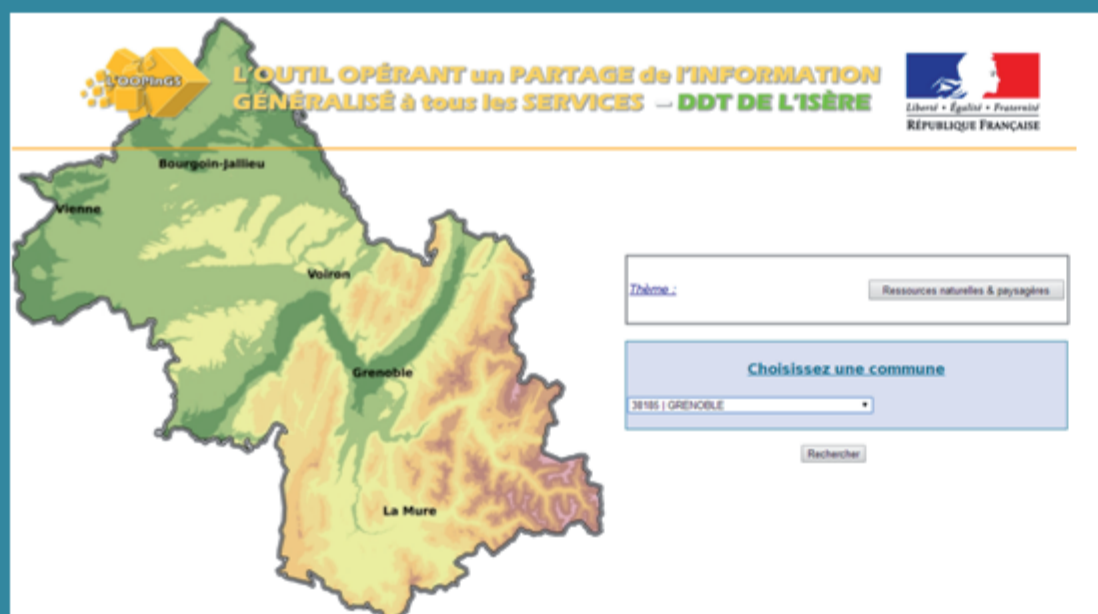 L'OOPInGS
L'OUTIL OPÉRANT un PARTAGE de l'INFORMATION
GÉNÉRALISÉ à tous les SERVICES – DDT DE L'ISÈRE
Liberté • Égalité • Fraternité
RÉPUBLIQUE FRANÇAISE
Bourgoin-Jallieu
Vienne
Voiron
Grenoble
La Mure
Thème :
Ressources naturelles & paysagères
Choisissez une commune
38185 | GRENOBLE
Rechercher